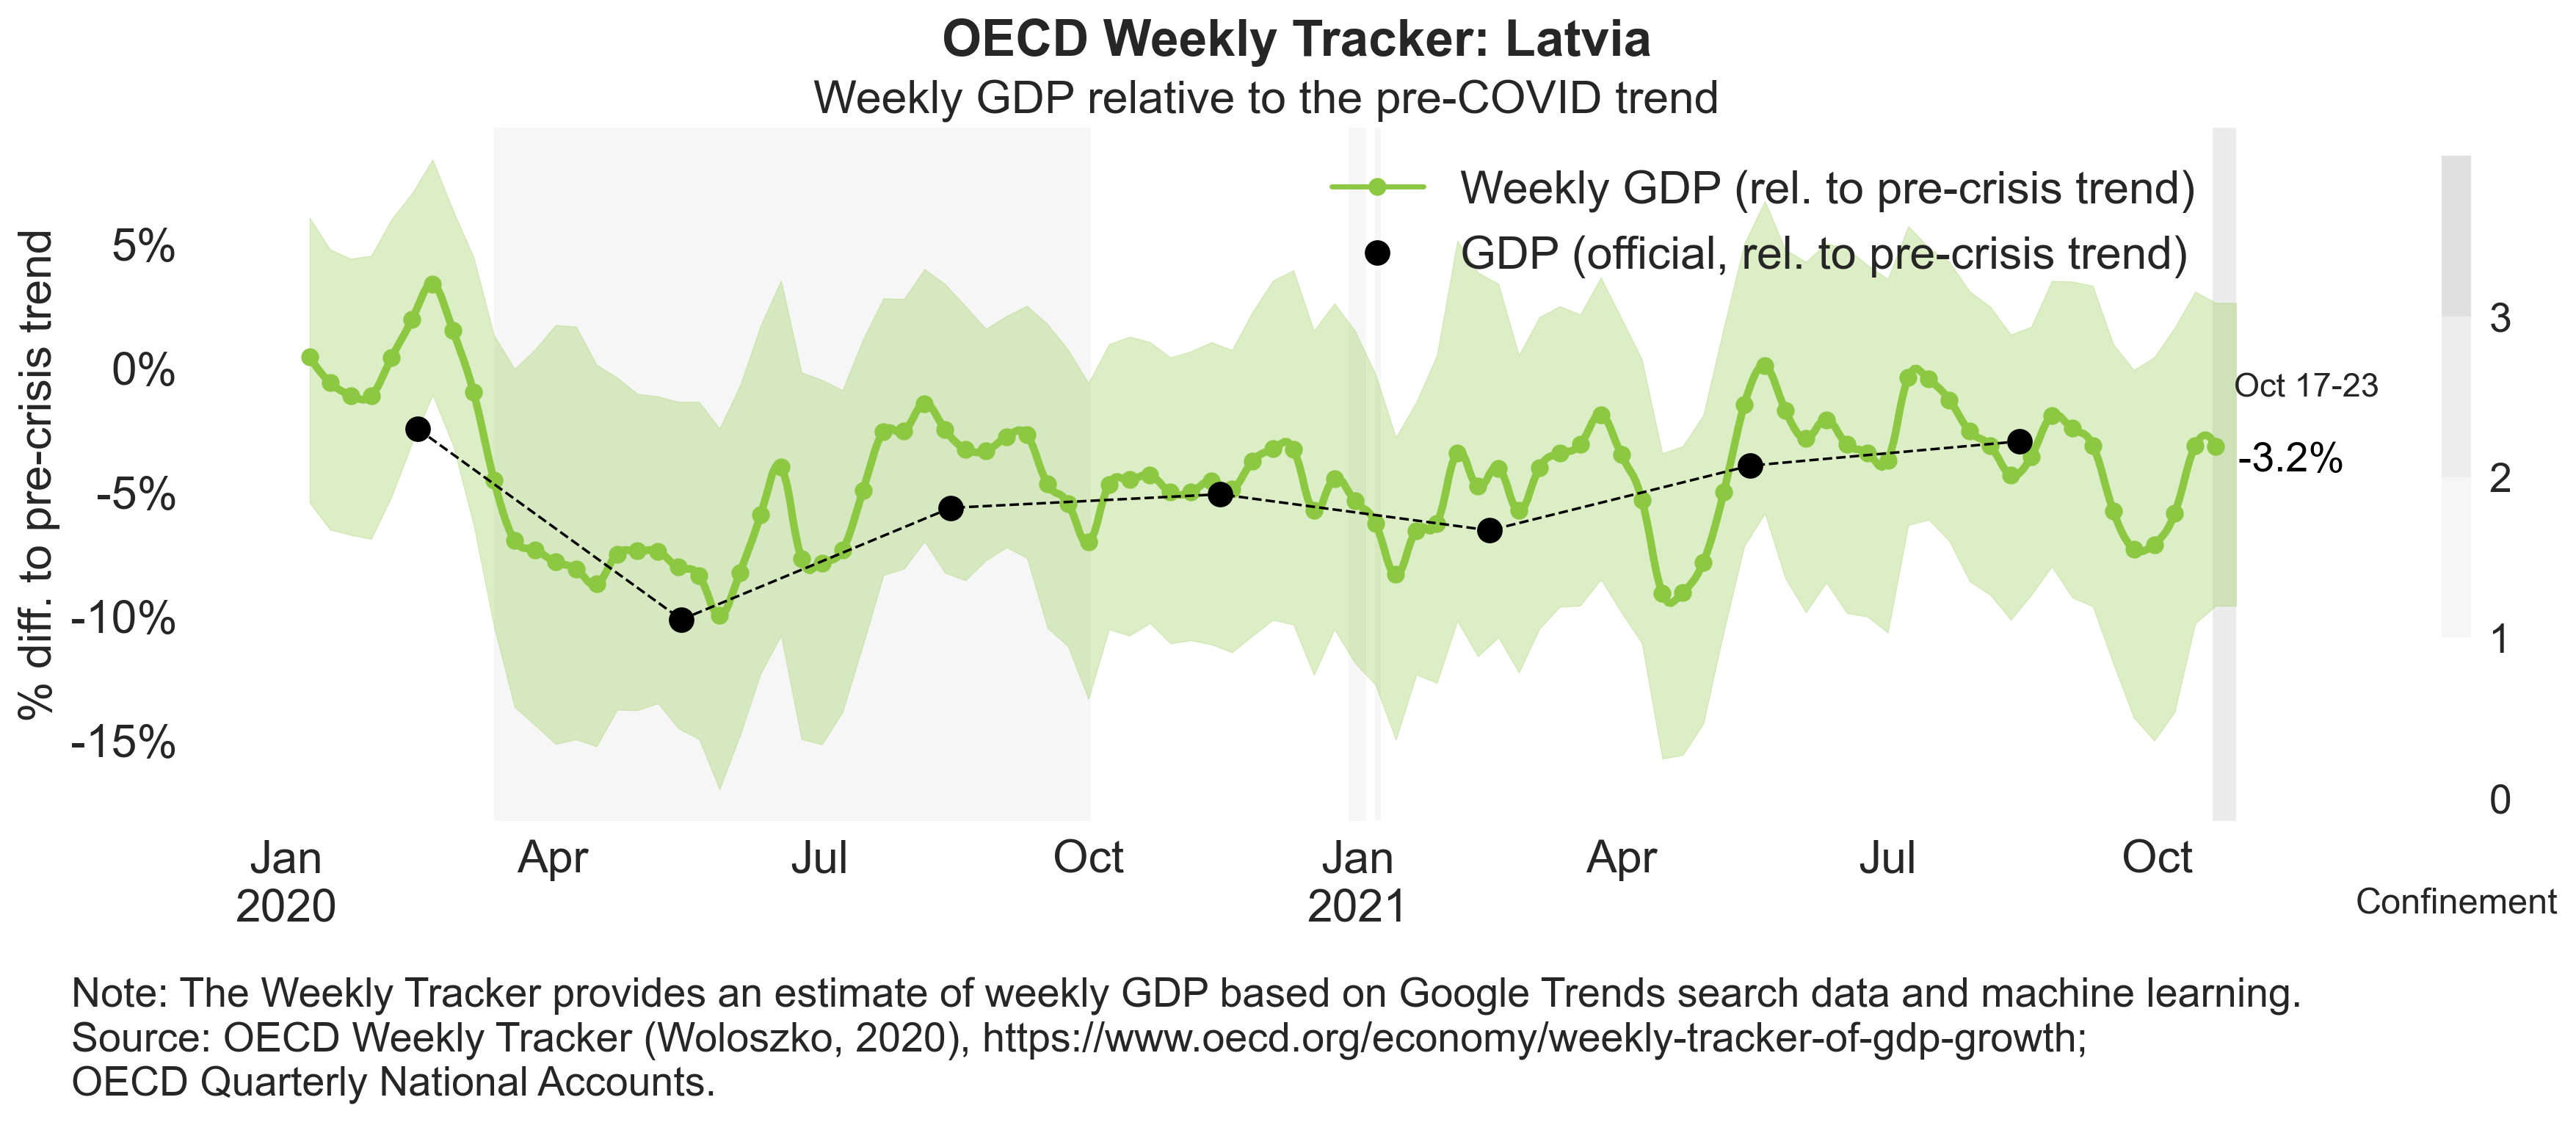 OECD Weekly Tracker: Latvia
Weekly GDP relative to the pre-COVID trend
Weekly GDP (rel. to pre-crisis trend)
GDP (official, rel. to pre-crisis trend)
% diff. to pre-crisis trend
5%
0%
-5%
-10%
-15%
Oct 17-23
-3.2%
3
2
1
0
Confinement
Jan Apr Jul Oct Jan Apr Jul Oct
2020 2021
Note: The Weekly Tracker provides an estimate of weekly GDP based on Google Trends search data and machine learning.
Source: OECD Weekly Tracker (Woloszko, 2020), https://www.oecd.org/economy/weekly-tracker-of-gdp-growth;
OECD Quarterly National Accounts.